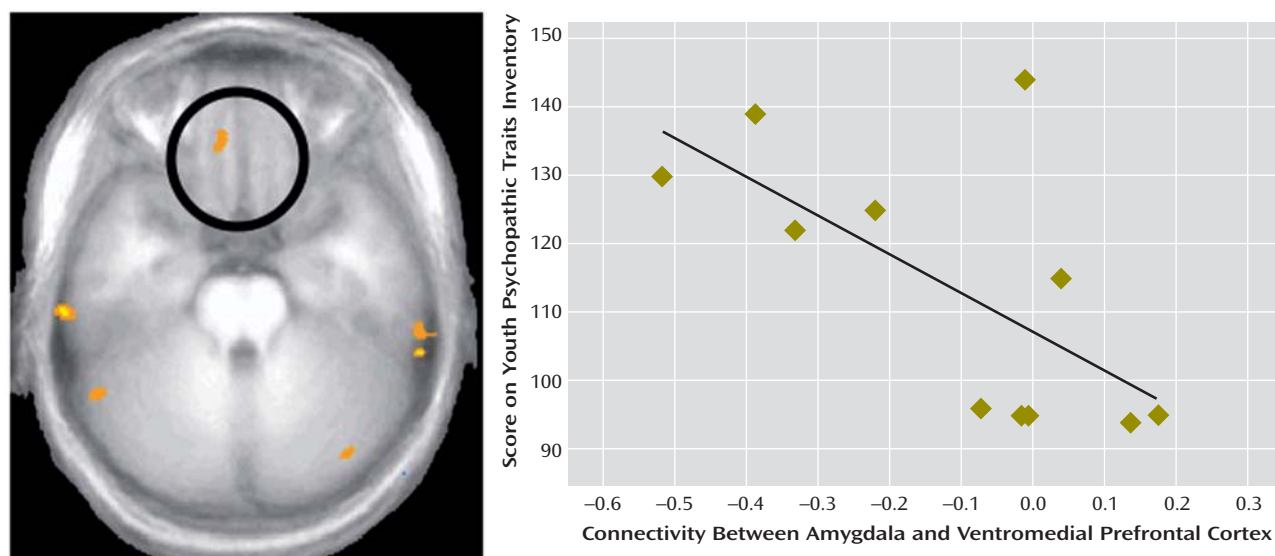 Score on Youth Psychopathic Traits Inventory
150
140
130
120
110
100
90
–0.6 –0.5 –0.4 –0.3 –0.2 –0.1 0.0 0.1 0.2 0.3
Connectivity Between Amygdala and Ventromedial Prefrontal Cortex